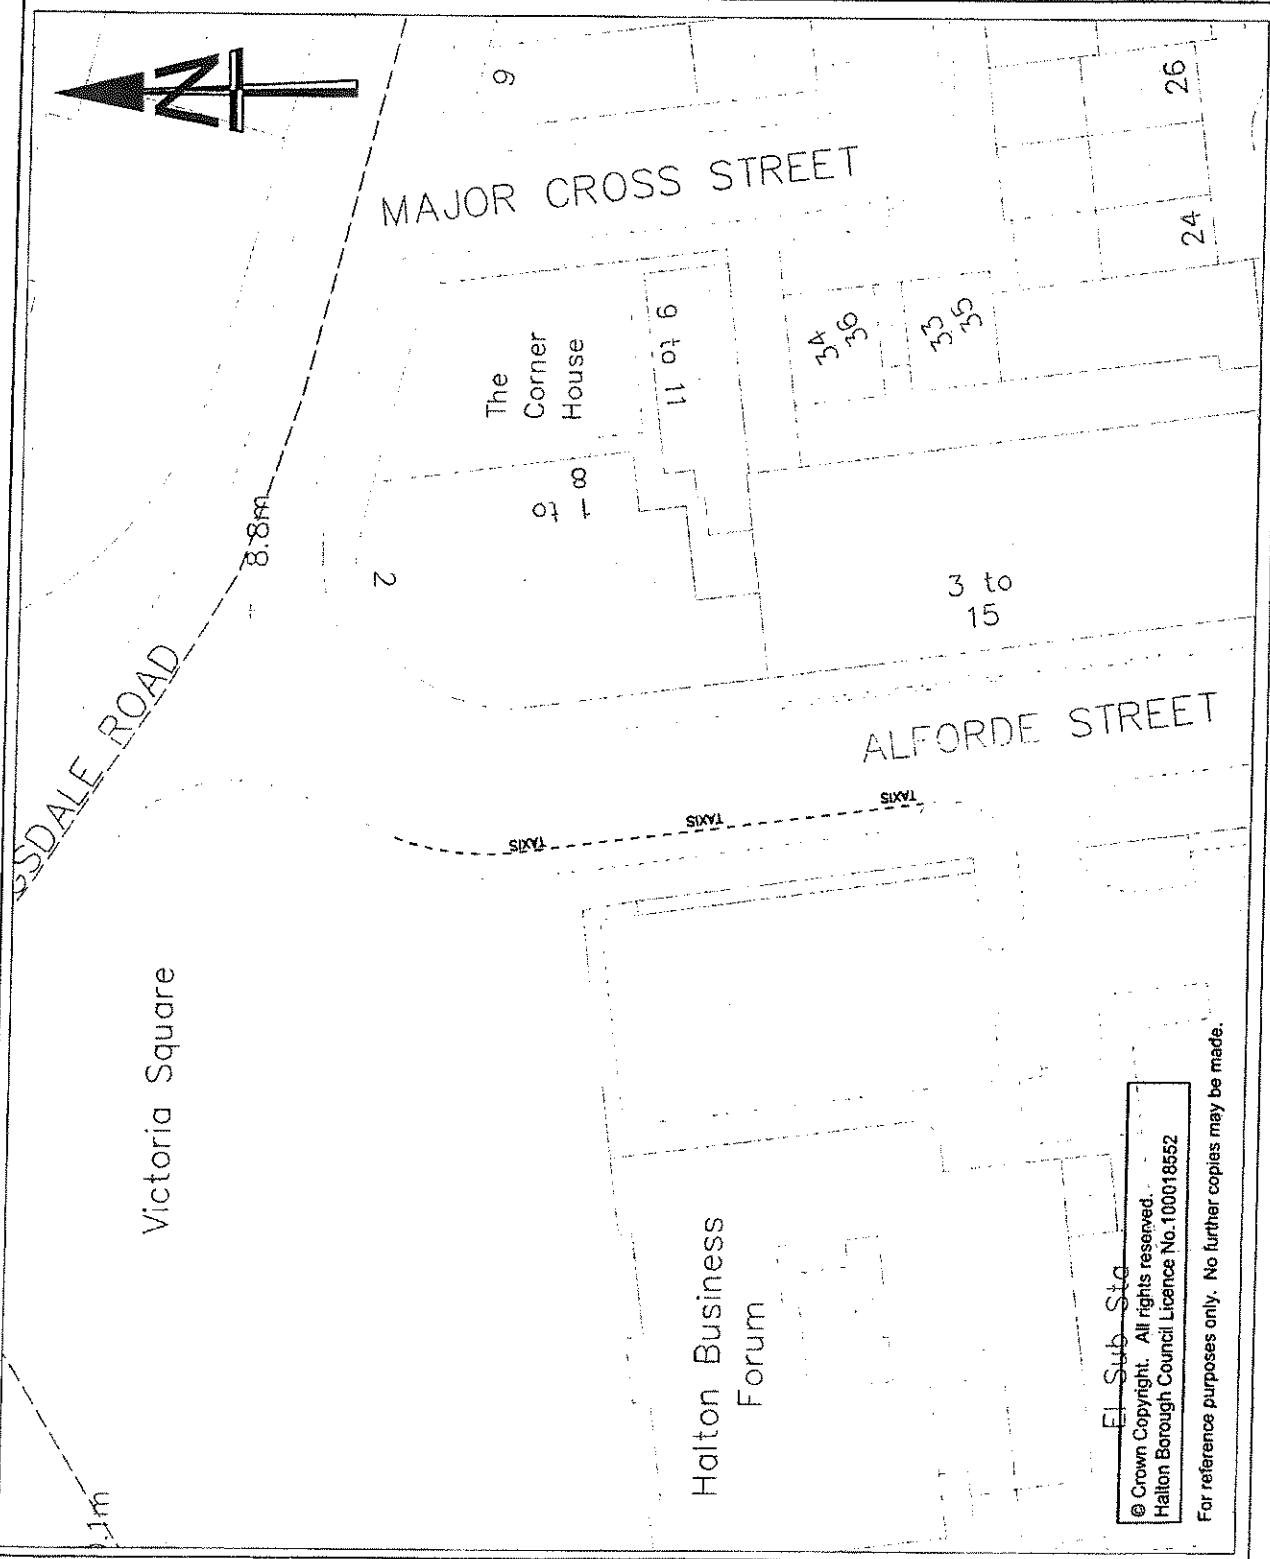 N
SDALE ROAD
8.8m
.1m
Victoria Square
MAJOR CROSS STREET
The
Corner
House
1 to
8
9 to 11
2
34
36
33
35
26
24
3 to
15
ALFORDE STREET
TAXIS
TAXIS
TAXIS
Halton Business
Forum
El Sub Sta
© Crown Copyright. All rights reserved.
Halton Borough Council Licence No.100018552
For reference purposes only. No further copies may be made.